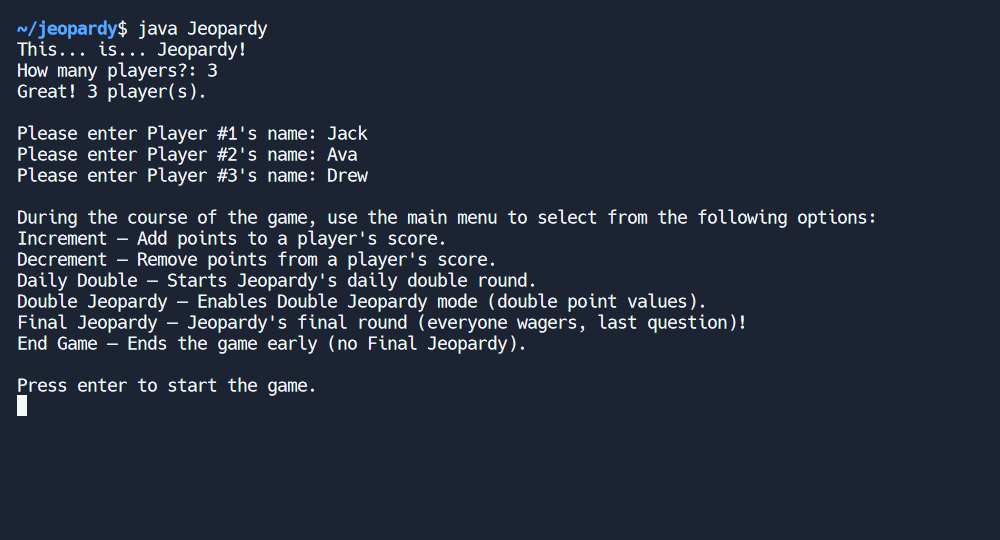 ~/jeopardy$ java Jeopardy
This... is... Jeopardy!
How many players?: 3
Great! 3 player(s).
Please enter Player #1's name: Jack
Please enter Player #2's name: Ava
Please enter Player #3's name: Drew
During the course of the game, use the main menu to select from the following options:
Increment – Add points to a player's score.
Decrement – Remove points from a player's score.
Daily Double – Starts Jeopardy's daily double round.
Double Jeopardy – Enables Double Jeopardy mode (double point values).
Final Jeopardy – Jeopardy's final round (everyone wagers, last question)!
End Game – Ends the game early (no Final Jeopardy).
Press enter to start the game.